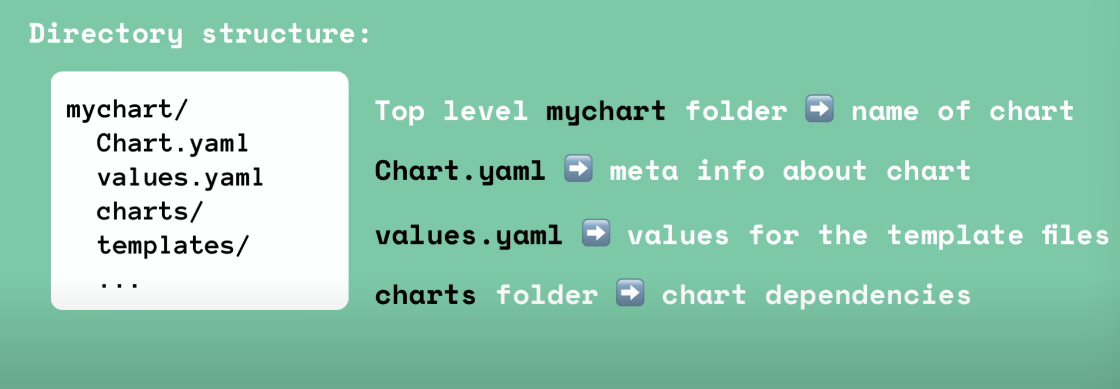 Directory structure:
mychart/
Chart.yaml
values.yaml
charts/
templates/
...
Top level mychart folder ➡️ name of chart
Chart.yaml ➡️ meta info about chart
values.yaml ➡️ values for the template files
charts folder ➡️ chart dependencies